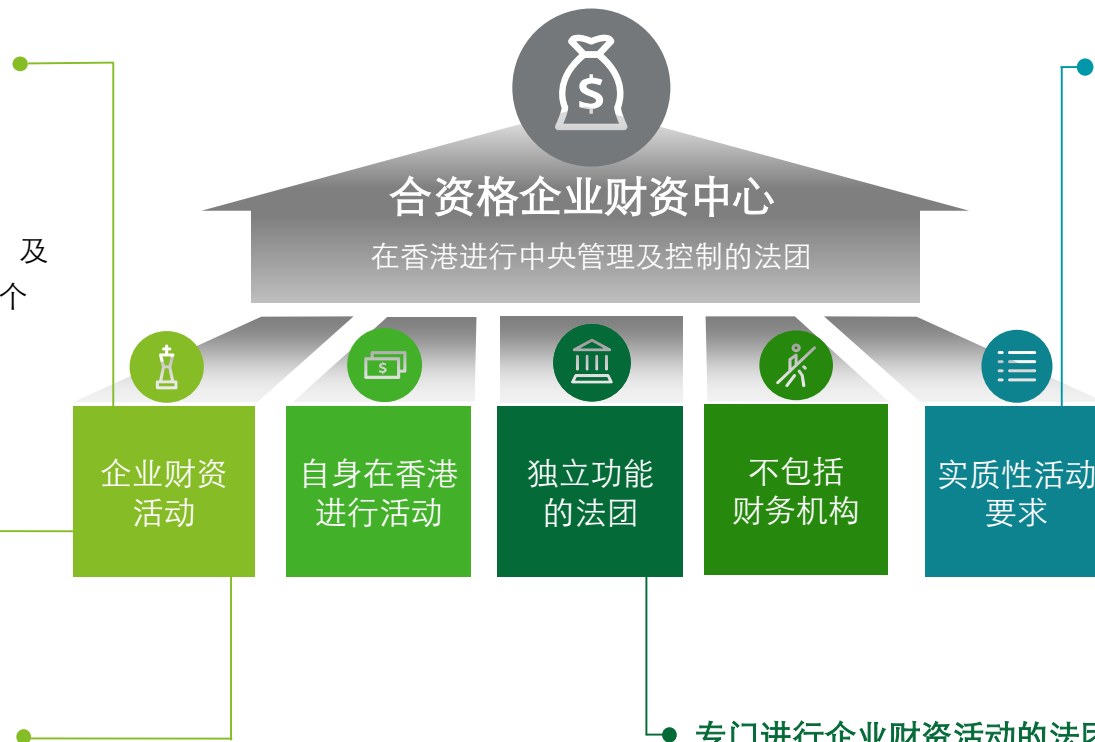 合资格企业财资中心
在香港进行中央管理及控制的法团
及
个
$
$
企业财资
活动
自身在香港
进行活动
独立功能
的法团
不包括
财务机构
实质性活动
要求
专门进行企业财资活动的法团